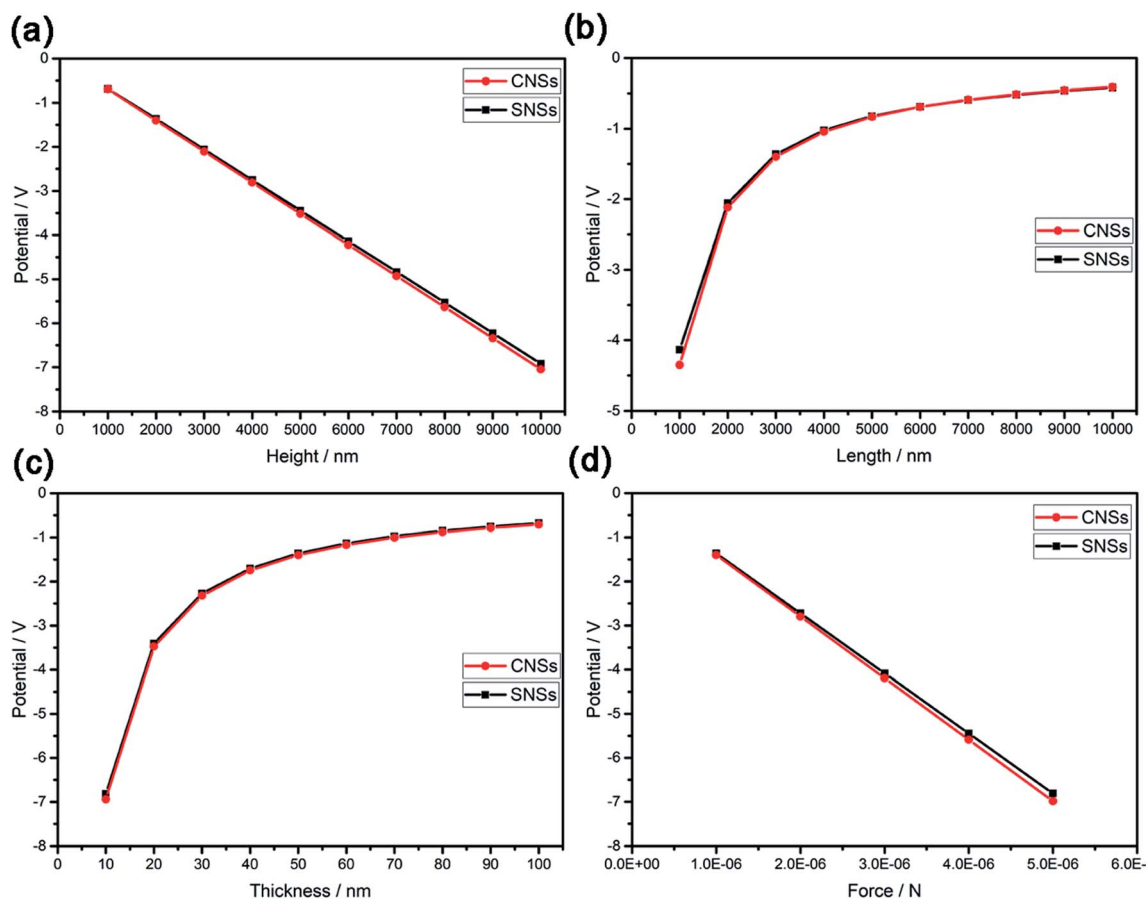 (a)
0
-1
-2
-3
-4
-5
-6
-7
-8
Potential / V
CNSs
SNSs
0 1000 2000 3000 4000 5000 6000 7000 8000 9000 10000
Height / nm
(b)
0
-1
-2
-3
-4
-5
Potential / V
CNSs
SNSs
0 1000 2000 3000 4000 5000 6000 7000 8000 9000 10000
Length / nm
(c)
0
-1
-2
-3
-4
-5
-6
-7
-8
Potential / V
CNSs
SNSs
0 10 20 30 40 50 60 70 80 90 100
Thickness / nm
(d)
0
-1
-2
-3
-4
-5
-6
-7
-8
Potential / V
CNSs
SNSs
0.0E+00 1.0E-06 2.0E-06 3.0E-06 4.0E-06 5.0E-06 6.0E-
Force / N